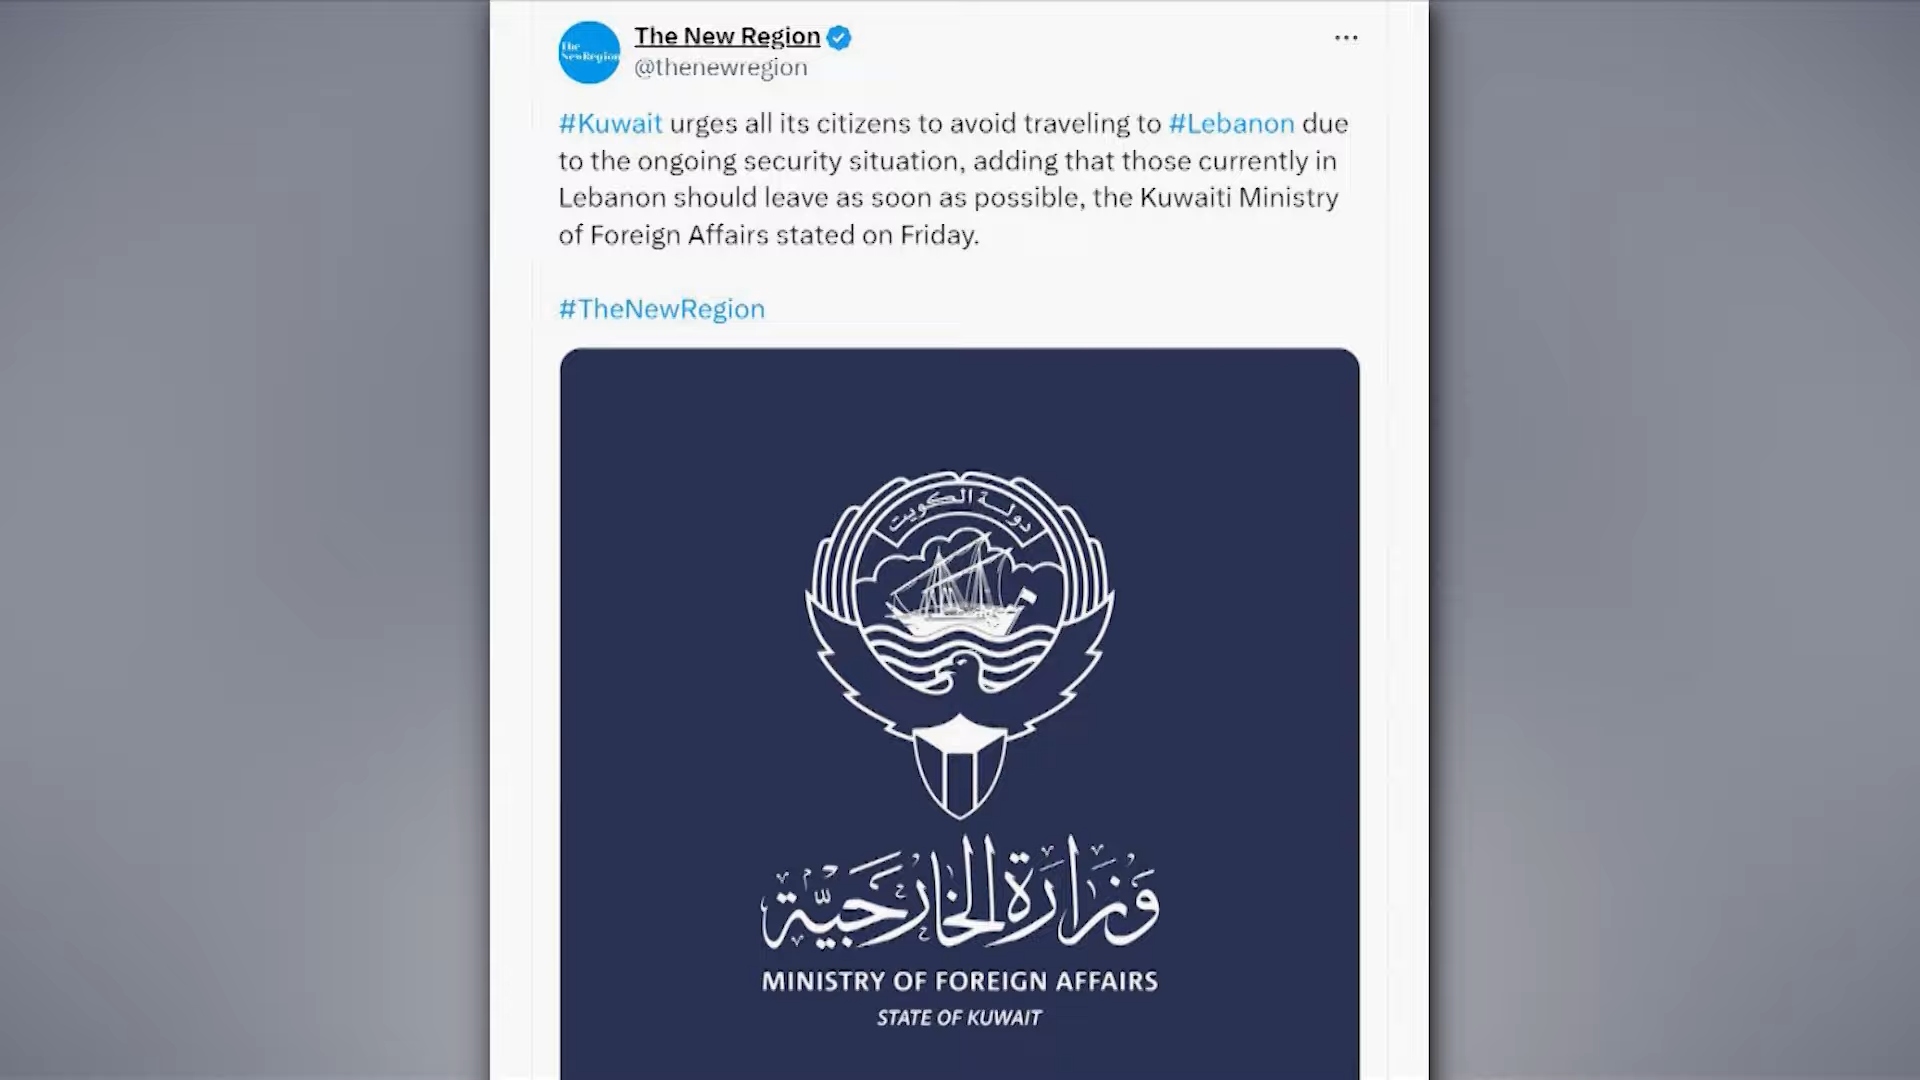 The New Region
@thenewregion
The
NewRegion
#Kuwait urges all its citizens to avoid traveling to #Lebanon due
to the ongoing security situation, adding that those currently in
Lebanon should leave as soon as possible, the Kuwaiti Ministry
of Foreign Affairs stated on Friday.
#TheNewRegion
دولة الكويت
وزارة الخارجية
MINISTRY OF FOREIGN AFFAIRS
STATE OF KUWAIT